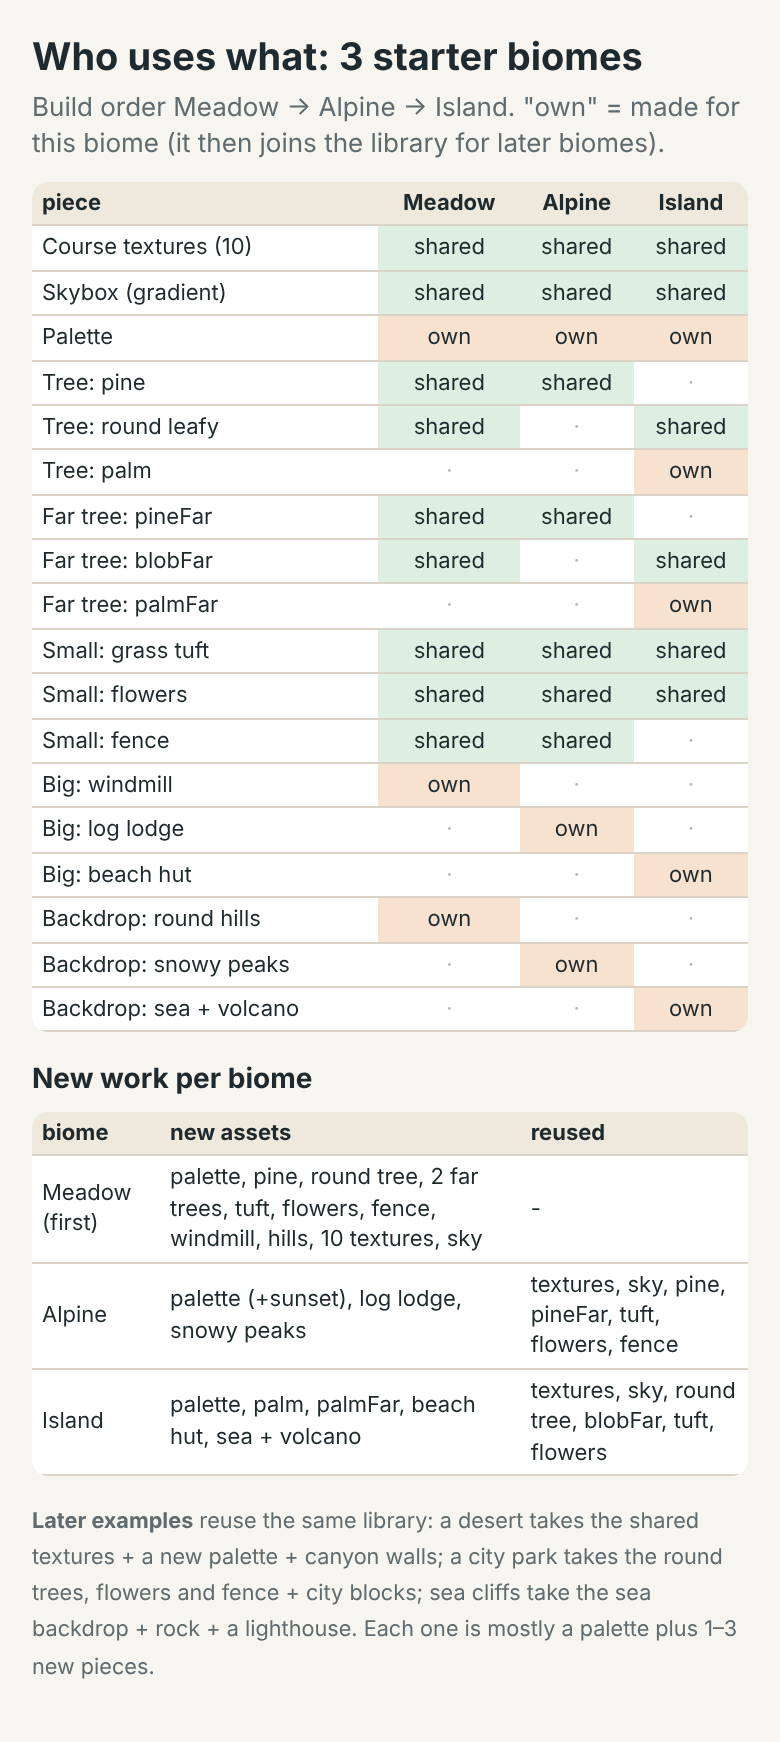 Who uses what: 3 starter biomes
Build order Meadow → Alpine → Island. "own" = made for
this biome (it then joins the library for later biomes).
piece Meadow Alpine Island
Course textures (10) shared shared shared
Skybox (gradient) shared shared shared
Palette own own own
Tree: pine shared shared ·
Tree: round leafy shared · shared
Tree: palm · · own
Far tree: pineFar shared shared ·
Far tree: blobFar shared · shared
Far tree: palmFar · · own
Small: grass tuft shared shared shared
Small: flowers shared shared shared
Small: fence shared shared ·
Big: windmill own · ·
Big: log lodge · own ·
Big: beach hut · · own
Backdrop: round hills own · ·
Backdrop: snowy peaks · own ·
Backdrop: sea + volcano · · own
New work per biome
biome new assets reused
Meadow
(first)
palette, pine, round tree, 2 far
trees, tuft, flowers, fence,
windmill, hills, 10 textures, sky
-
Alpine
palette (+sunset), log lodge,
snowy peaks
textures, sky, pine,
pineFar, tuft,
flowers, fence
Island
palette, palm, palmFar, beach
hut, sea + volcano
textures, sky, round
tree, blobFar, tuft,
flowers
Later examples reuse the same library: a desert takes the shared
textures + a new palette + canyon walls; a city park takes the round
trees, flowers and fence + city blocks; sea cliffs take the sea
backdrop + rock + a lighthouse. Each one is mostly a palette plus 1–3
new pieces.